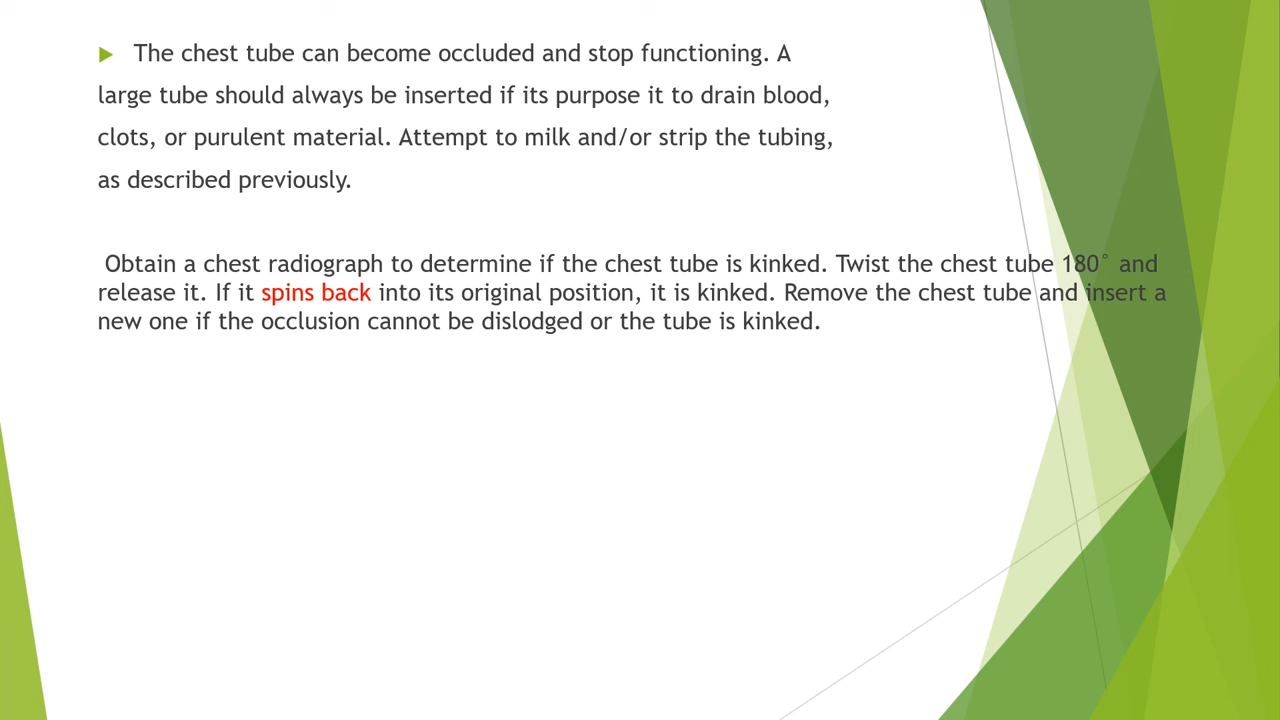 The chest tube can become occluded and stop functioning. A
large tube should always be inserted if its purpose it to drain blood,
clots, or purulent material. Attempt to milk and/or strip the tubing,
as described previously.
Obtain a chest radiograph to determine if the chest tube is kinked. Twist the chest tube 180° and
release it. If it spins back into its original position, it is kinked. Remove the chest tube and insert a
new one if the occlusion cannot be dislodged or the tube is kinked.